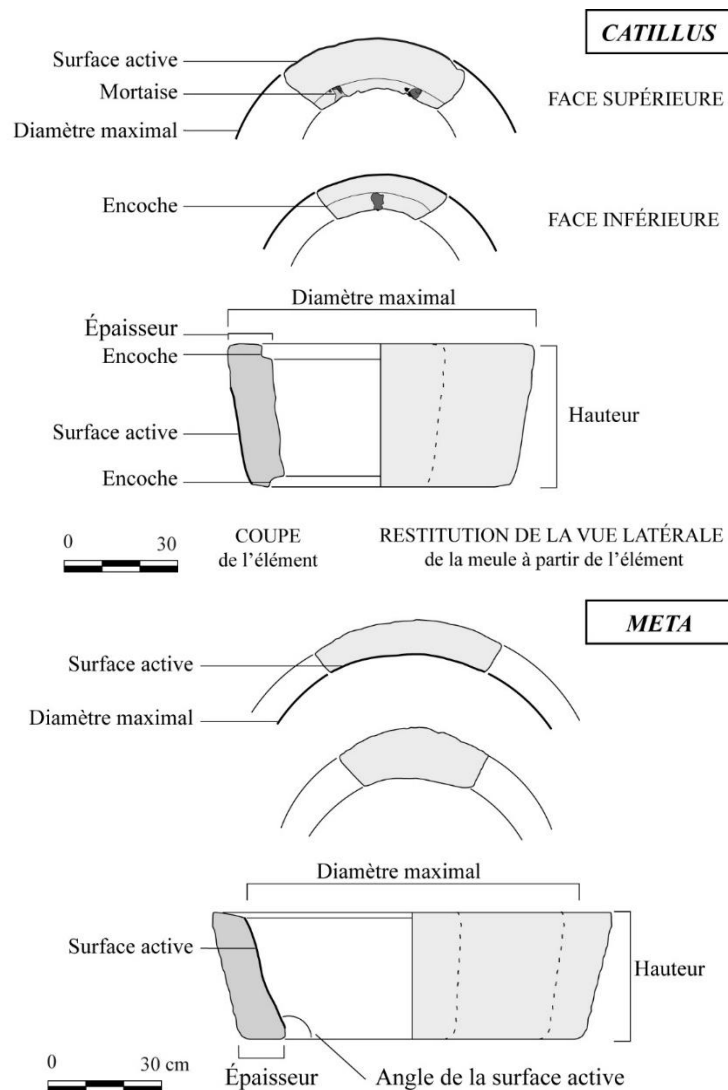 CATILLUS
Surface active
Mortaise
FACE SUPÉRIEURE
Diamètre maximal
Encoche
FACE INFÉRIEURE
Diamètre maximal
Épaisseur
Encoche
Hauteur
Surface active
Encoche
0 30
COUPE
de l'élément
RESTITUTION DE LA VUE LATÉRALE
de la meule à partir de l'élément
META
Surface active
Diamètre maximal
Diamètre maximal
Surface active
Hauteur
0 30 cm
Épaisseur
Angle de la surface active